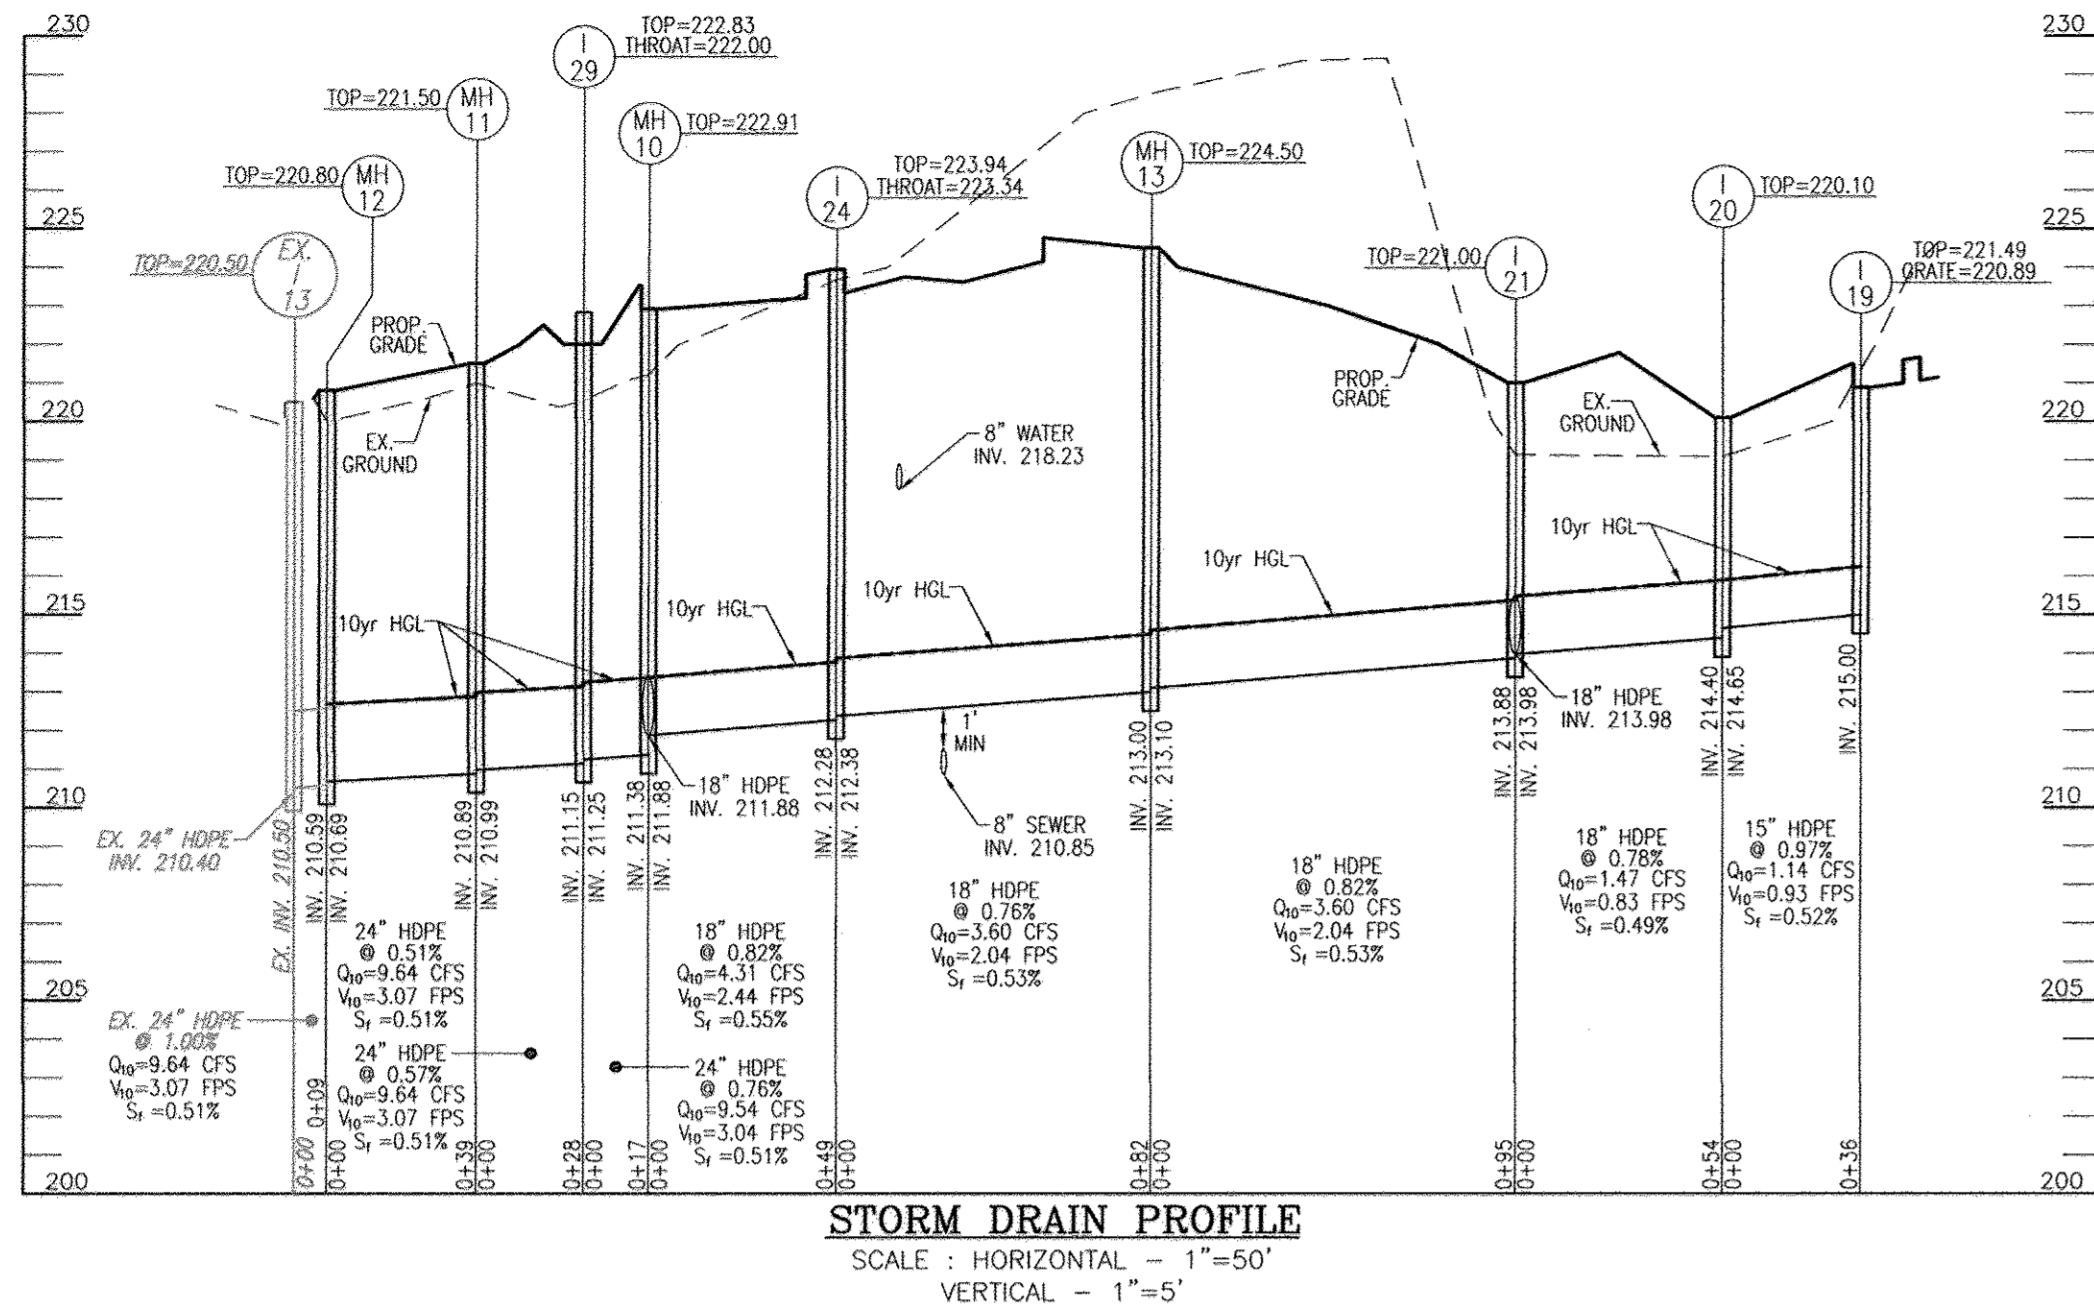 230
225
220
215
210
205
200
230
225
220
215
210
205
200
EX.
I
13
TOP=220.50
MH
12
TOP=220.80
MH
11
TOP=221.50
I
29
TOP=222.83
THROAT=222.00
MH
10
TOP=222.91
I
24
TOP=223.94
THROAT=223.34
MH
13
TOP=224.50
I
21
TOP=221.00
I
20
TOP=220.10
I
19
TOP=221.49
GRATE=220.89
PROP.
GRADE
EX.
GROUND
PROP.
GRADE
EX.
GROUND
8" WATER
INV. 218.23
10yr HGL
10yr HGL
10yr HGL
10yr HGL
10yr HGL
1'
MIN
8" SEWER
INV. 210.85
18" HDPE
INV. 211.88
18" HDPE
INV. 213.98
EX. 24" HDPE
INV. 210.40
EX. INV. 210.50
INV. 210.59
INV. 210.69
INV. 210.89
INV. 210.99
INV. 211.15
INV. 211.25
INV. 211.38
INV. 211.88
INV. 212.28
INV. 212.38
INV. 213.00
INV. 213.10
INV. 213.88
INV. 213.98
INV. 214.40
INV. 214.65
INV. 215.00
EX. 24" HDPE
@ 1.00%
Q10=9.64 CFS
V10=3.07 FPS
Sf =0.51%
24" HDPE
@ 0.51%
Q10=9.64 CFS
V10=3.07 FPS
Sf =0.51%
24" HDPE
@ 0.57%
Q10=9.64 CFS
V10=3.07 FPS
Sf =0.51%
18" HDPE
@ 0.82%
Q10=4.31 CFS
V10=2.44 FPS
Sf =0.55%
24" HDPE
@ 0.76%
Q10=9.54 CFS
V10=3.04 FPS
Sf =0.51%
18" HDPE
@ 0.76%
Q10=3.60 CFS
V10=2.04 FPS
Sf =0.53%
18" HDPE
@ 0.82%
Q10=3.60 CFS
V10=2.04 FPS
Sf =0.53%
18" HDPE
@ 0.78%
Q10=1.47 CFS
V10=0.83 FPS
Sf =0.49%
15" HDPE
@ 0.97%
Q10=1.14 CFS
V10=0.93 FPS
Sf =0.52%
0+00
0+09
0+00
0+39
0+00
0+28
0+00
0+17
0+00
0+49
0+00
0+82
0+00
0+95
0+00
0+54
0+00
0+36
STORM DRAIN PROFILE
SCALE : HORIZONTAL - 1"=50'
VERTICAL - 1"=5'